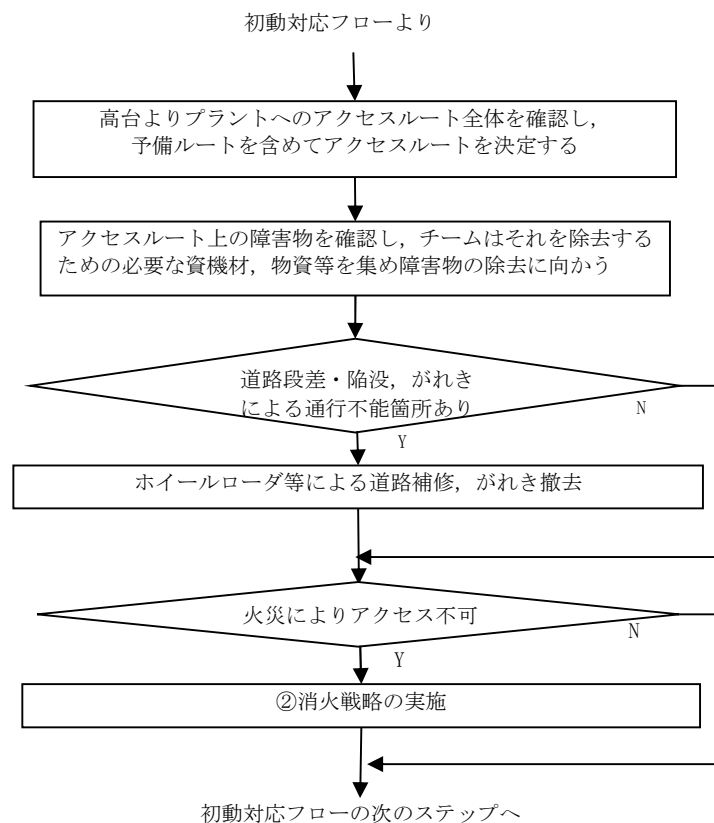 初動対応フローより
高台よりプラントへのアクセスルート全体を確認し，
予備ルートを含めてアクセスルートを決定する
アクセスルート上の障害物を確認し，チームはそれを除去する
ための必要な資機材，物資等を集め障害物の除去に向かう
道路段差・陥没，がれき
による通行不能箇所あり
N
Y
ホイールローダ等による道路補修，がれき撤去
火災によりアクセス不可
N
Y
②消火戦略の実施
初動対応フローの次のステップへ